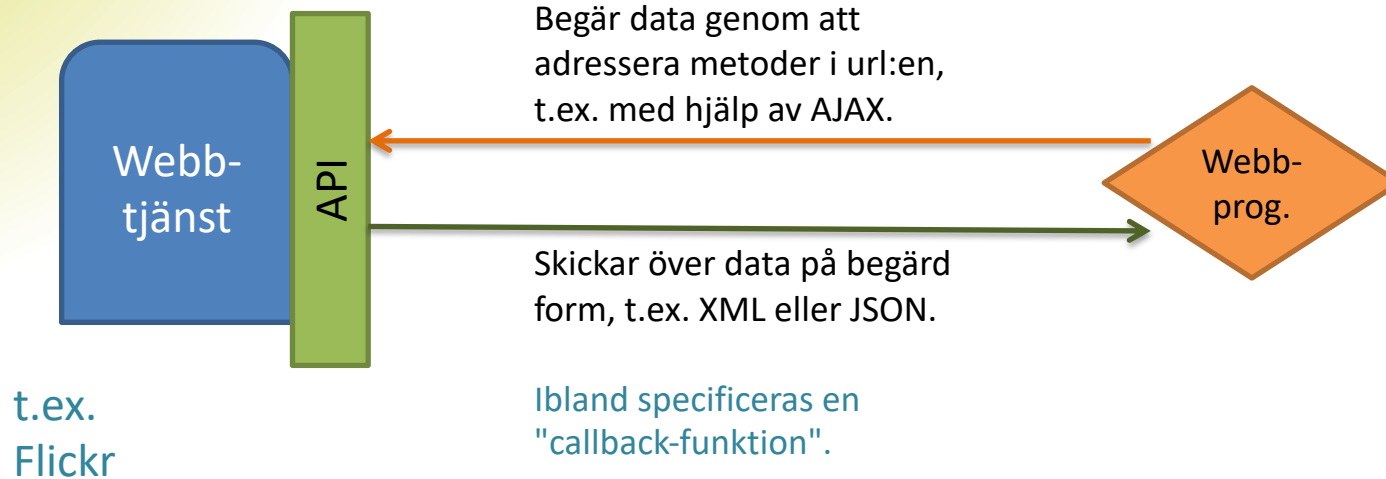 Begär data genom att
adressera metoder i url:en,
t.ex. med hjälp av AJAX.
Webb-
tjänst
API
Webb-
prog.
Skickar över data på begärd
form, t.ex. XML eller JSON.
t.ex.
Flickr
Ibland specificeras en
"callback-funktion".